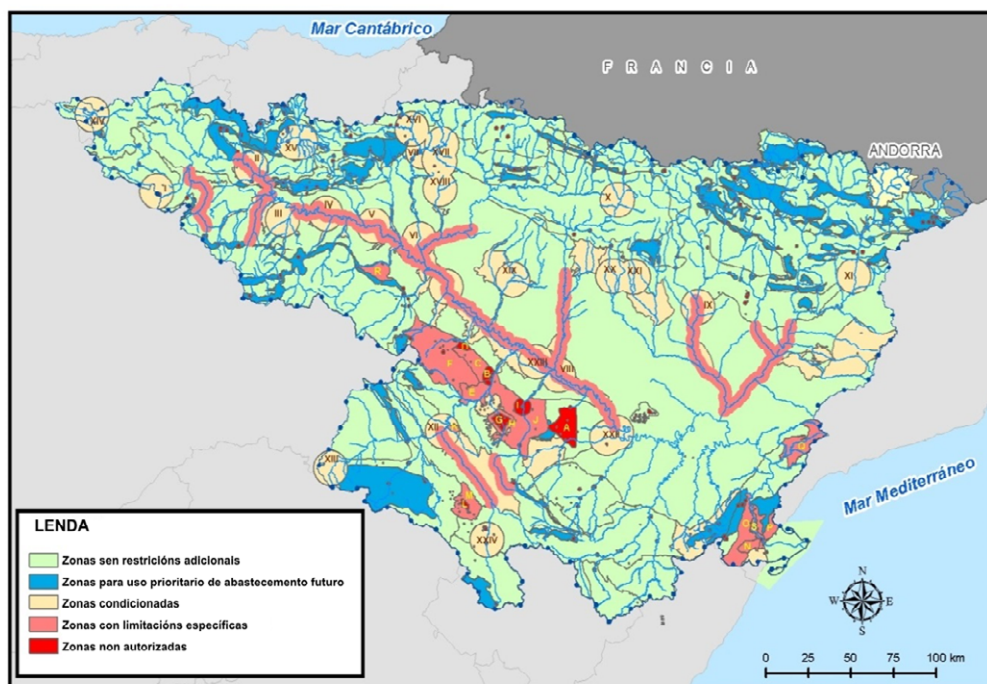 Mar Cantábrico
F R A N C I A
ANDORRA
XIV
XV
XVI
XVII
XVIII
II
I
III
IV
V
VI
X
XI
XIX
XX
XXI
IX
R
XXIII
VIII
F
C
B
E
G
H
J
A
XII
XIII
M
XXIV
Mar Mediterráneo
LENDA
Zonas sen restricións adicionais
Zonas para uso prioritario de abastecemento futuro
Zonas condicionadas
Zonas con limitacións específicas
Zonas non autorizadas
N
W E
S
0 25 50 75 100 km